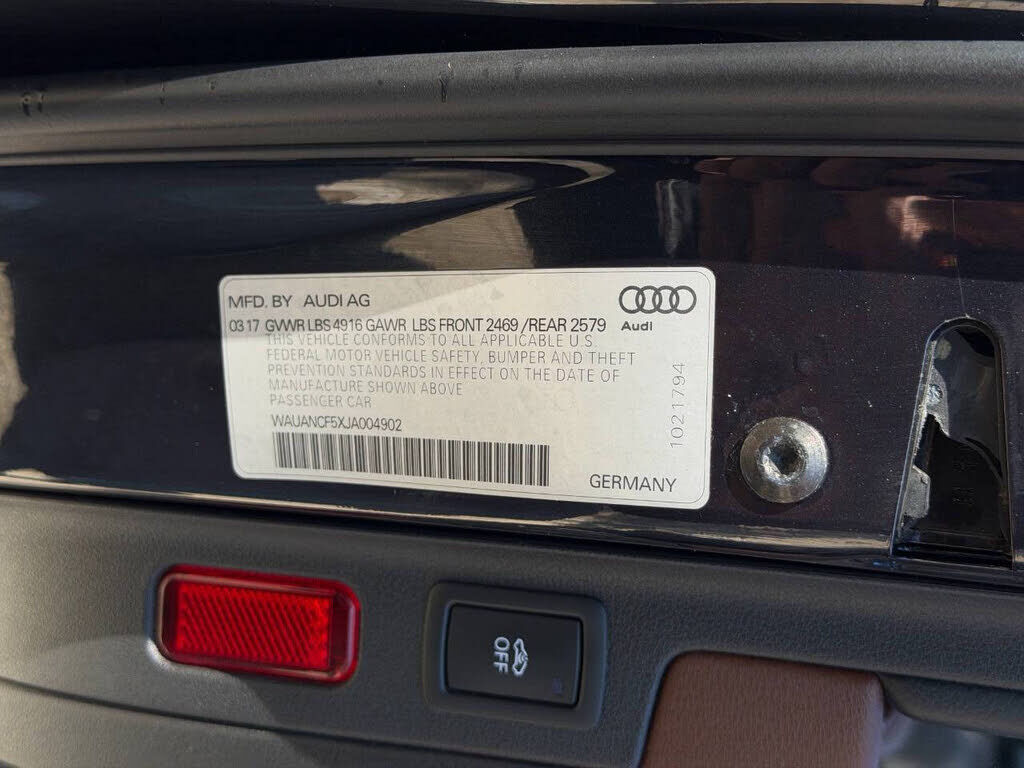 MFD. BY AUDI AG
Audi
03 17 GVWR LBS 4916 GAWR LBS FRONT 2469 /REAR 2579
THIS VEHICLE CONFORMS TO ALL APPLICABLE U.S.
FEDERAL MOTOR VEHICLE SAFETY, BUMPER AND THEFT
PREVENTION STANDARDS IN EFFECT ON THE DATE OF
MANUFACTURE SHOWN ABOVE
PASSENGER CAR
WAUANCF5XJA004902
1021794
GERMANY
OFF